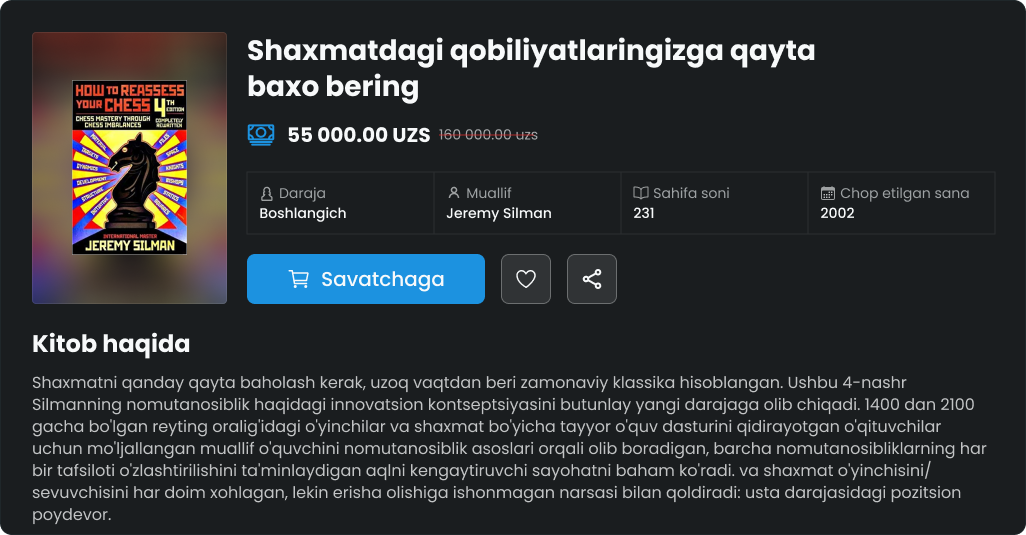 HOW TO REASSESS
YOUR CHESS
4TH
EDITION
CHESS MASTERY THROUGH
CHESS IMBALANCES
COMPLETELY
REWRITTEN
INTERNATIONAL MASTER
JEREMY SILMAN
Shaxmatdagi qobiliyatlaringizga qayta
baxo bering
55 000.00 UZS 160 000.00 uzs
Daraja
Boshlangich
Muallif
Jeremy Silman
Sahifa soni
231
Chop etilgan sana
2002
Savatchaga
Kitob haqida
Shaxmatni qanday qayta baholash kerak, uzoq vaqtdan beri zamonaviy klassika hisoblangan. Ushbu 4-nashr
Silmanning nomutanosiblik haqidagi innovatsion kontseptsiyasini butunlay yangi darajaga olib chiqadi. 1400 dan 2100
gacha bo'lgan reyting oralig'idagi o'yinchilar va shaxmat bo'yicha tayyor o'quv dasturini qidirayotgan o'qituvchilar
uchun mo'ljallangan muallif o'quvchini nomutanosiblik asoslari orqali olib boradigan, barcha nomutanosibliklarning har
bir tafsiloti o'zlashtirilishini ta'minlaydigan aqlni kengaytiruvchi sayohatni baham ko'radi. va shaxmat o'yinchisini/
sevuvchisini har doim xohlagan, lekin erisha olishiga ishonmagan narsasi bilan qoldiradi: usta darajasidagi pozitsion
poydevor.